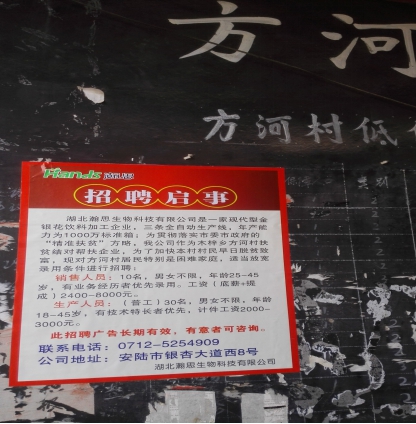 方河
方河村低
瀚思
招聘启事
湖北瀚思生物科技有限公司是一家现代型金
银花饮料加工企业，三条全自动生产线，年产能
力为1000万标准箱；为贯彻落实市委市政府的
“精准扶贫”方略，我公司作为木梓乡方河村扶
贫结对帮扶企业，为了加快本村村民早日脱贫致
富，现对方河村居民特别是困难家庭，适当放宽
录用条件进行招聘：
销售人员：10名，男女不限，年龄25-45
岁，有业务经历者优先录用。工资（底薪+提
成）2400-8000元。
生产人员：（普工）30名，男女不限，年龄
18-45岁，有技术特长者优先，计件工资2000-
3000元。
此招聘广告长期有效，有意者可咨询。
联系电话：0712-5254909
公司地址：安陆市银杏大道西8号
湖北瀚思生物科技有限公司